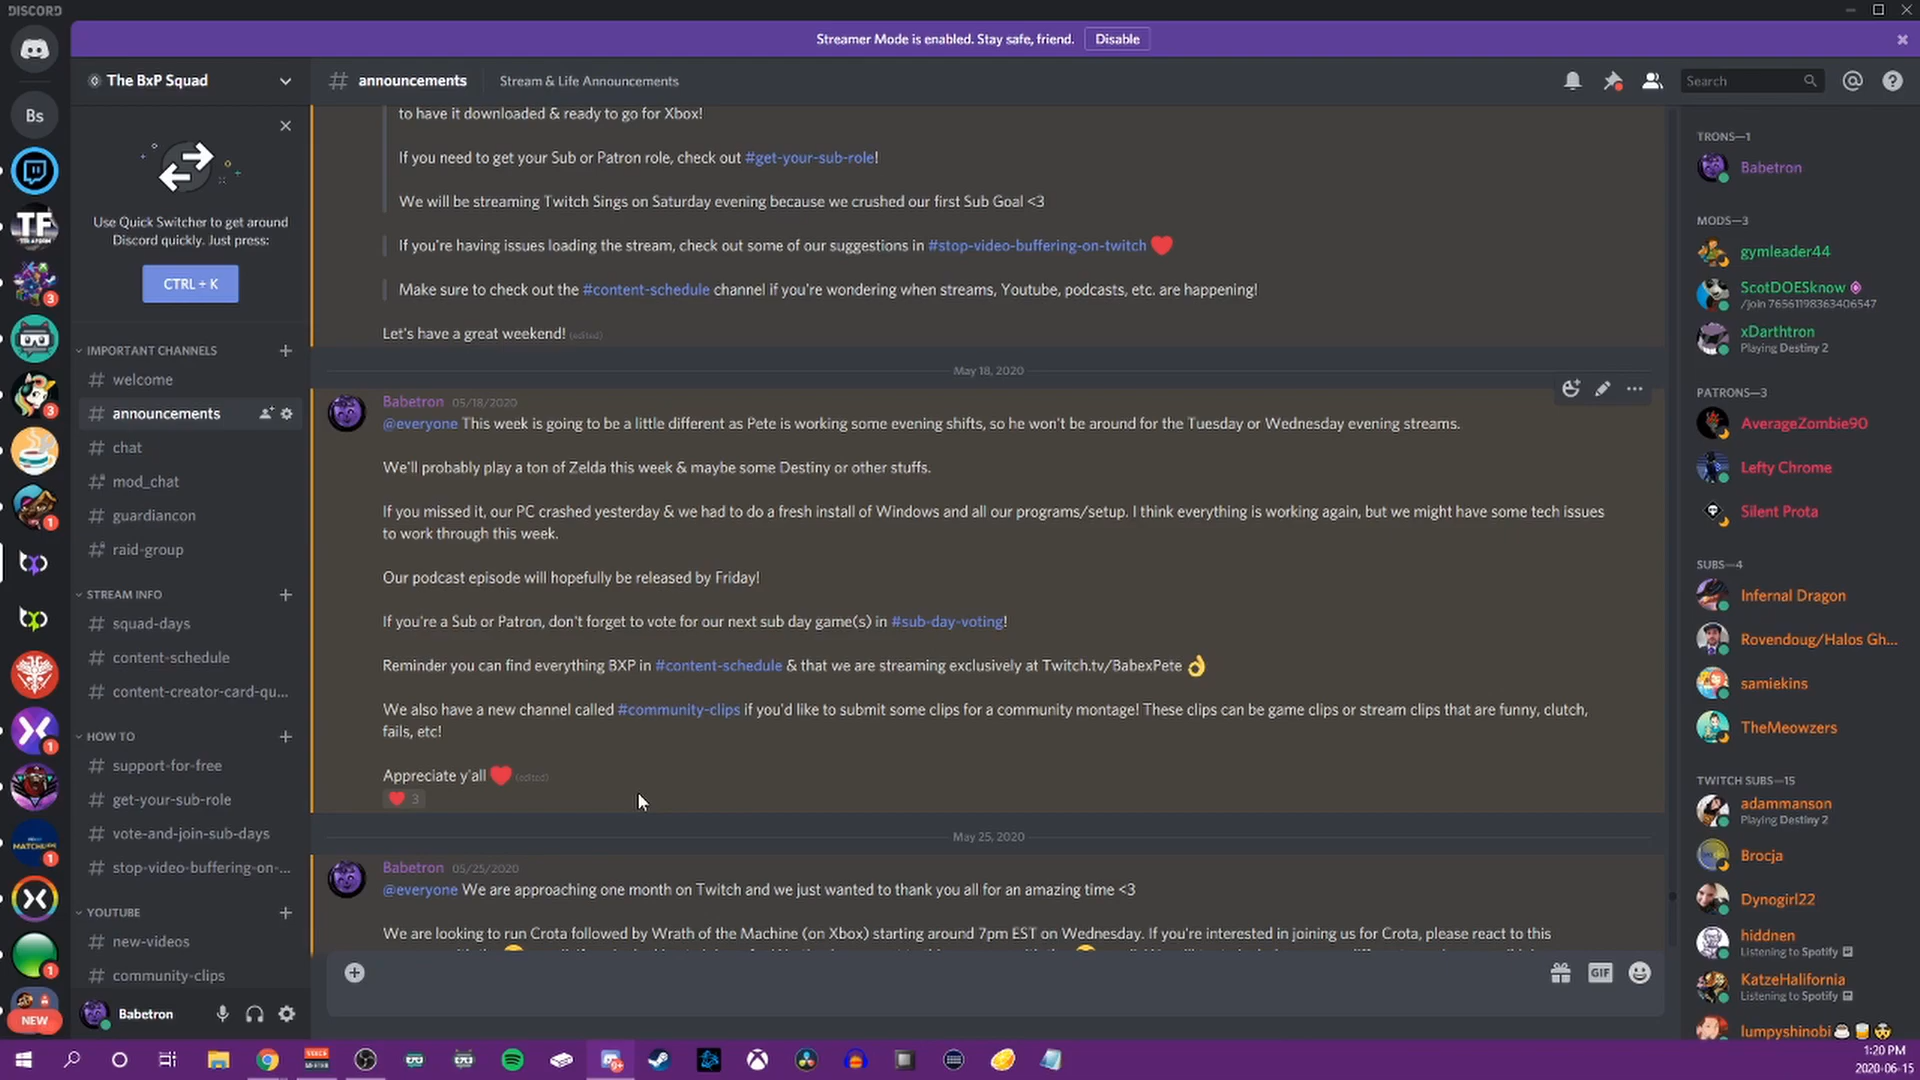 DISCORD
Streamer Mode is enabled. Stay safe, friend.
Disable
Bs
TF
3
3
1
1
1
1
1
NEW
The BxP Squad
Use Quick Switcher to get around
Discord quickly. Just press:
CTRL + K
IMPORTANT CHANNELS
# welcome
# announcements
# chat
# mod_chat
# guardiancon
# raid-group
STREAM INFO
# squad-days
# content-schedule
# content-creator-card-qu...
HOW TO
# support-for-free
# get-your-sub-role
# vote-and-join-sub-days
# stop-video-buffering-on-...
YOUTUBE
# new-videos
# community-clips
Babetron
# announcements
Stream & Life Announcements
Search
to have it downloaded & ready to go for Xbox!
If you need to get your Sub or Patron role, check out #get-your-sub-role!
We will be streaming Twitch Sings on Saturday evening because we crushed our first Sub Goal <3
If you're having issues loading the stream, check out some of our suggestions in #stop-video-buffering-on-twitch ❤️
Make sure to check out the #content-schedule channel if you're wondering when streams, Youtube, podcasts, etc. are happening!
Let's have a great weekend! (edited)
May 18, 2020
Babetron 05/18/2020
@everyone This week is going to be a little different as Pete is working some evening shifts, so he won't be around for the Tuesday or Wednesday evening streams.
We'll probably play a ton of Zelda this week & maybe some Destiny or other stuffs.
If you missed it, our PC crashed yesterday & we had to do a fresh install of Windows and all our programs/setup. I think everything is working again, but we might have some tech issues
to work through this week.
Our podcast episode will hopefully be released by Friday!
If you're a Sub or Patron, don't forget to vote for our next sub day game(s) in #sub-day-voting!
Reminder you can find everything BXP in #content-schedule & that we are streaming exclusively at Twitch.tv/BabexPete 👌
We also have a new channel called #community-clips if you'd like to submit some clips for a community montage! These clips can be game clips or stream clips that are funny, clutch,
fails, etc!
Appreciate y'all ❤️ (edited)
❤️ 3
May 25, 2020
Babetron 05/25/2020
@everyone We are approaching one month on Twitch and we just wanted to thank you all for an amazing time <3
We are looking to run Crota followed by Wrath of the Machine (on Xbox) starting around 7pm EST on Wednesday. If you're interested in joining us for Crota, please react to this
GIF
TRONS—1
Babetron
MODS—3
gymleader44
ScotDOESknow
/join 76561198363406547
xDarthtron
Playing Destiny 2
PATRONS—3
AverageZombie90
Lefty Chrome
Silent Prota
SUBS—4
Infernal Dragon
Rovendoug/Halos Gh...
samiekins
TheMeowzers
TWITCH SUBS—15
adammanson
Playing Destiny 2
Brocja
Dynogirl22
hiddnen
Listening to Spotify
KatzeHalifornia
Listening to Spotify
lumpyshinobi
1:20 PM
2020-06-15